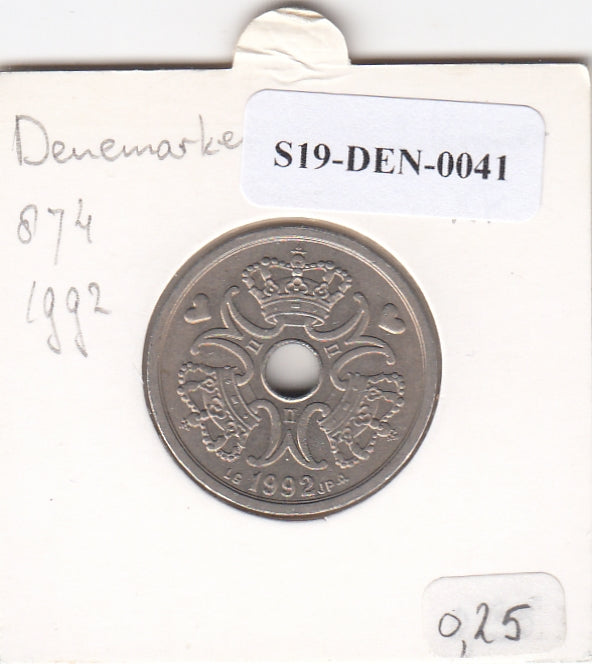 Denemarke
S19-DEN-0041
874
1992
LG 1992 JP A
0,25